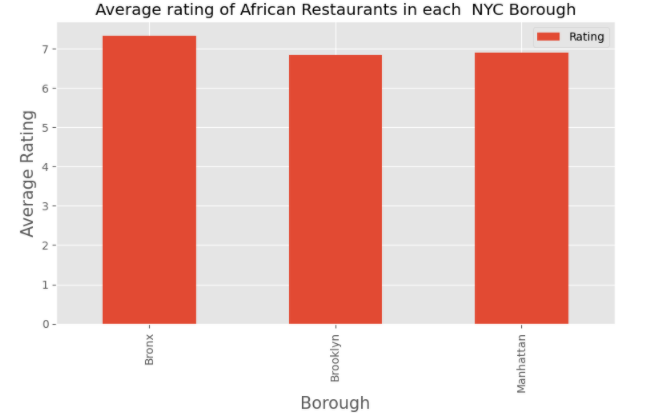 Average rating of African Restaurants in each  NYC Borough
Rating
7
6
5
4
3
2
1
0
Average Rating
Bronx
Brooklyn
Manhattan
Borough